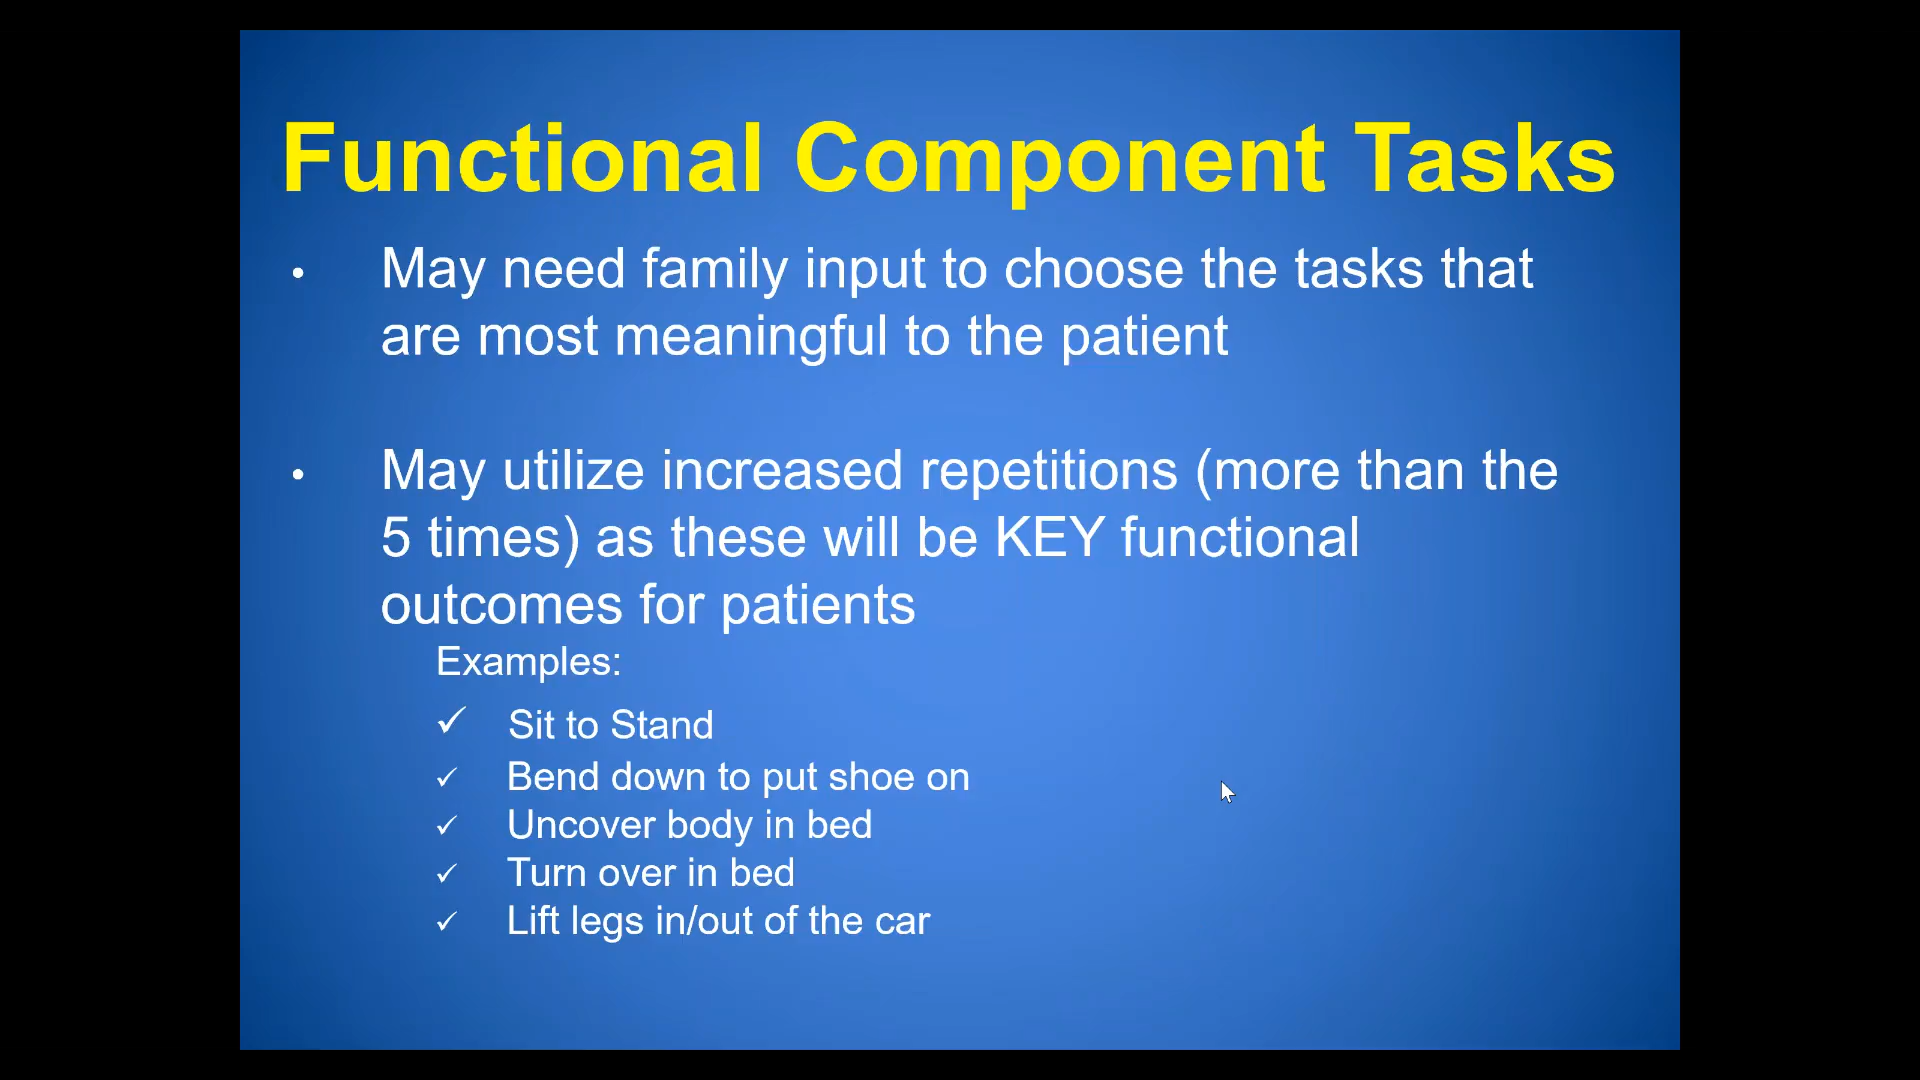 Functional Component Tasks
• May need family input to choose the tasks that
are most meaningful to the patient
• May utilize increased repetitions (more than the
5 times) as these will be KEY functional
outcomes for patients
Examples:
✓ Sit to Stand
✓ Bend down to put shoe on
✓ Uncover body in bed
✓ Turn over in bed
✓ Lift legs in/out of the car